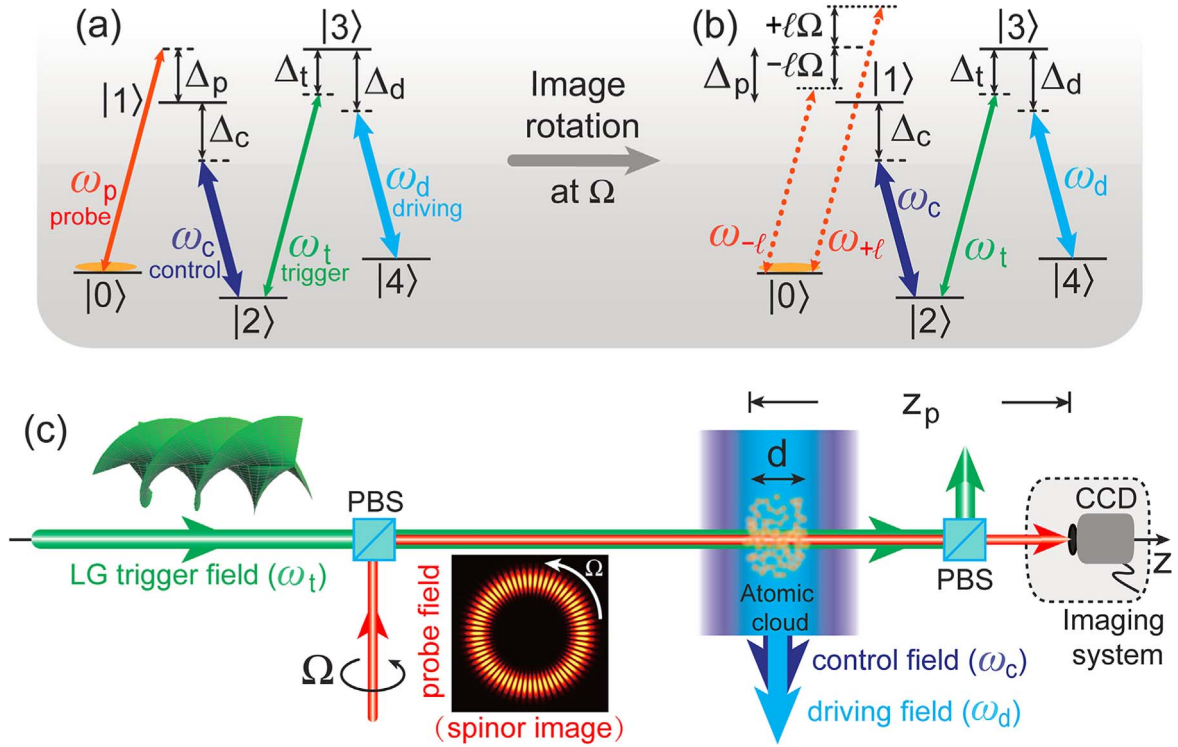 (a)
|3⟩
Δt
Δd
|1⟩
Δp
Δc
ωp
probe
ωc
control
ωt
trigger
ωd
driving
|0⟩
|2⟩
|4⟩
Image
rotation
at Ω
(b)
+ℓΩ
−ℓΩ
Δp
|1⟩
|3⟩
Δt
Δd
Δc
ω−ℓ
ω+ℓ
ωc
ωt
ωd
|0⟩
|2⟩
|4⟩
(c)
zp
PBS
d
CCD
LG trigger field (ωt)
probe field
Ω
Ω
(spinor image)
Atomic
cloud
PBS
z
Imaging
system
control field (ωc)
driving field (ωd)